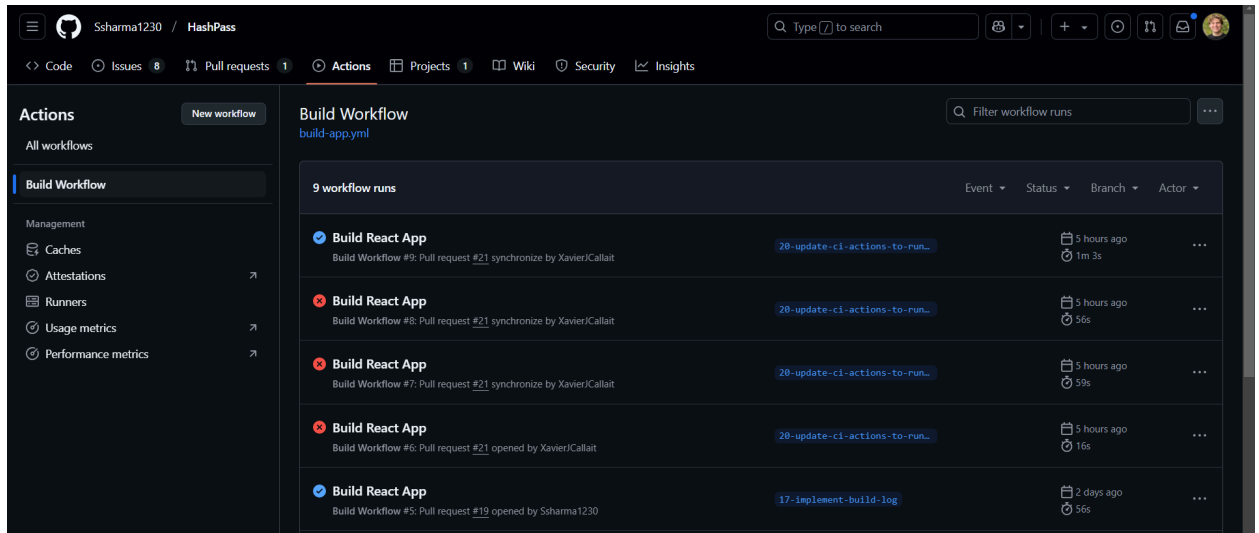 Ssharma1230 / HashPass
Type / to search
Code
Issues 8
Pull requests 1
Actions
Projects 1
Wiki
Security
Insights
Actions
New workflow
All workflows
Build Workflow
Management
Caches
Attestations
Runners
Usage metrics
Performance metrics
Build Workflow
build-app.yml
Filter workflow runs
9 workflow runs
Event
Status
Branch
Actor
Build React App
Build Workflow #9: Pull request #21 synchronize by XavierJCallait
20-update-ci-actions-to-run…
5 hours ago
1m 3s
Build React App
Build Workflow #8: Pull request #21 synchronize by XavierJCallait
20-update-ci-actions-to-run…
5 hours ago
56s
Build React App
Build Workflow #7: Pull request #21 synchronize by XavierJCallait
20-update-ci-actions-to-run…
5 hours ago
59s
Build React App
Build Workflow #6: Pull request #21 opened by XavierJCallait
20-update-ci-actions-to-run…
5 hours ago
16s
Build React App
Build Workflow #5: Pull request #19 opened by Ssharma1230
17-implement-build-log
2 days ago
56s